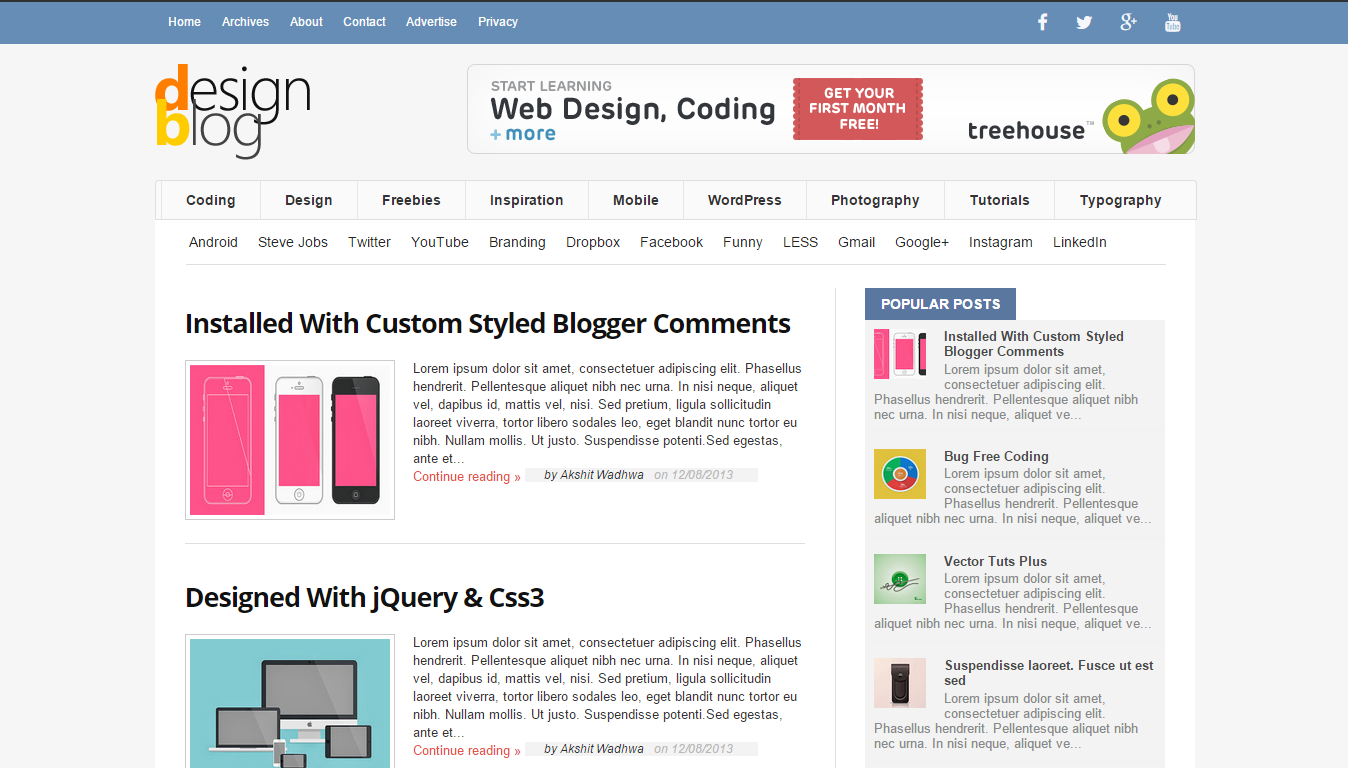 Home Archives About Contact Advertise Privacy
You
Tube
design
blog
START LEARNING
Web Design, Coding
+ more
GET YOUR
FIRST MONTH
FREE!
treehouse™
Coding Design Freebies Inspiration Mobile WordPress Photography Tutorials Typography
Android Steve Jobs Twitter YouTube Branding Dropbox Facebook Funny LESS Gmail Google+ Instagram LinkedIn
Installed With Custom Styled Blogger Comments
Lorem ipsum dolor sit amet, consectetuer adipiscing elit. Phasellus
hendrerit. Pellentesque aliquet nibh nec urna. In nisi neque, aliquet
vel, dapibus id, mattis vel, nisi. Sed pretium, ligula sollicitudin
laoreet viverra, tortor libero sodales leo, eget blandit nunc tortor eu
nibh. Nullam mollis. Ut justo. Suspendisse potenti.Sed egestas,
ante et...
Continue reading » by Akshit Wadhwa on 12/08/2013
Designed With jQuery & Css3
Lorem ipsum dolor sit amet, consectetuer adipiscing elit. Phasellus
hendrerit. Pellentesque aliquet nibh nec urna. In nisi neque, aliquet
vel, dapibus id, mattis vel, nisi. Sed pretium, ligula sollicitudin
laoreet viverra, tortor libero sodales leo, eget blandit nunc tortor eu
nibh. Nullam mollis. Ut justo. Suspendisse potenti.Sed egestas,
ante et...
Continue reading » by Akshit Wadhwa on 12/08/2013
POPULAR POSTS
Installed With Custom Styled
Blogger Comments
Lorem ipsum dolor sit amet,
consectetuer adipiscing elit.
Phasellus hendrerit. Pellentesque aliquet nibh
nec urna. In nisi neque, aliquet ve...
Bug Free Coding
Lorem ipsum dolor sit amet,
consectetuer adipiscing elit.
Phasellus hendrerit. Pellentesque
aliquet nibh nec urna. In nisi neque, aliquet ve...
Vector Tuts Plus
Lorem ipsum dolor sit amet,
consectetuer adipiscing elit.
Phasellus hendrerit. Pellentesque
aliquet nibh nec urna. In nisi neque, aliquet ve...
Suspendisse laoreet. Fusce ut est
sed
Lorem ipsum dolor sit amet,
consectetuer adipiscing elit.
Phasellus hendrerit. Pellentesque aliquet nibh
nec urna. In nisi neque, aliquet ve...